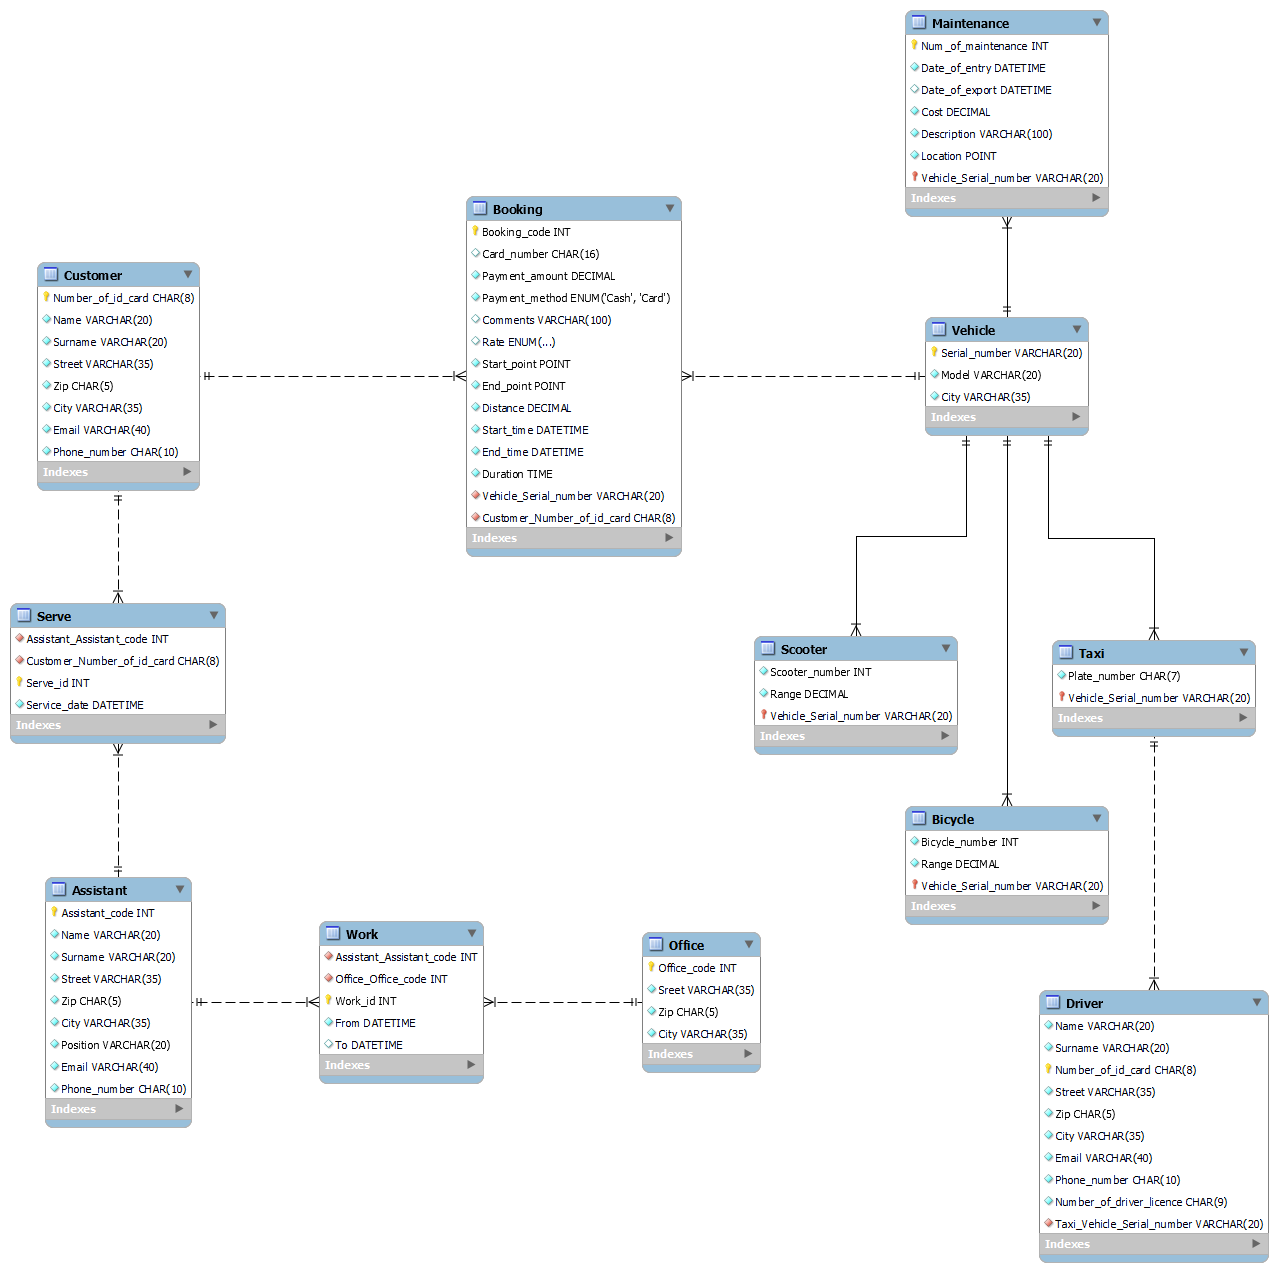 Maintenance
Num_of_maintenance INT
Date_of_entry DATETIME
Date_of_export DATETIME
Cost DECIMAL
Description VARCHAR(100)
Location POINT
Vehicle_Serial_number VARCHAR(20)
Indexes
Booking
Booking_code INT
Card_number CHAR(16)
Payment_amount DECIMAL
Payment_method ENUM('Cash', 'Card')
Comments VARCHAR(100)
Rate ENUM(...)
Start_point POINT
End_point POINT
Distance DECIMAL
Start_time DATETIME
End_time DATETIME
Duration TIME
Vehicle_Serial_number VARCHAR(20)
Customer_Number_of_id_card CHAR(8)
Indexes
Customer
Number_of_id_card CHAR(8)
Name VARCHAR(20)
Surname VARCHAR(20)
Street VARCHAR(35)
Zip CHAR(5)
City VARCHAR(35)
Email VARCHAR(40)
Phone_number CHAR(10)
Indexes
Vehicle
Serial_number VARCHAR(20)
Model VARCHAR(20)
City VARCHAR(35)
Indexes
Serve
Assistant_Assistant_code INT
Customer_Number_of_id_card CHAR(8)
Serve_id INT
Service_date DATETIME
Indexes
Scooter
Scooter_number INT
Range DECIMAL
Vehicle_Serial_number VARCHAR(20)
Indexes
Taxi
Plate_number CHAR(7)
Vehicle_Serial_number VARCHAR(20)
Indexes
Bicycle
Bicycle_number INT
Range DECIMAL
Vehicle_Serial_number VARCHAR(20)
Indexes
Assistant
Assistant_code INT
Name VARCHAR(20)
Surname VARCHAR(20)
Street VARCHAR(35)
Zip CHAR(5)
City VARCHAR(35)
Position VARCHAR(20)
Email VARCHAR(40)
Phone_number CHAR(10)
Indexes
Work
Assistant_Assistant_code INT
Office_Office_code INT
Work_id INT
From DATETIME
To DATETIME
Indexes
Office
Office_code INT
Sreet VARCHAR(35)
Zip CHAR(5)
City VARCHAR(35)
Indexes
Driver
Name VARCHAR(20)
Surname VARCHAR(20)
Number_of_id_card CHAR(8)
Street VARCHAR(35)
Zip CHAR(5)
City VARCHAR(35)
Email VARCHAR(40)
Phone_number CHAR(10)
Number_of_driver_licence CHAR(9)
Taxi_Vehicle_Serial_number VARCHAR(20)
Indexes